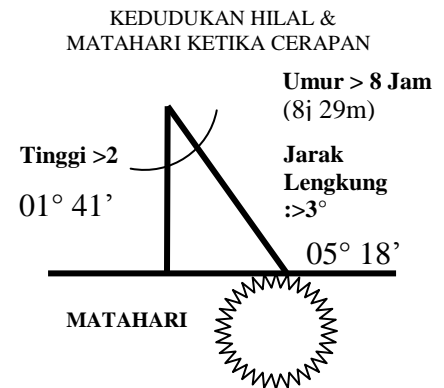 KEDUDUKAN HILAL &
MATAHARI KETIKA CERAPAN
Umur > 8 Jam
(8j 29m)
Tinggi >2
01° 41’
Jarak
Lengkung
:>3°
05° 18’
MATAHARI